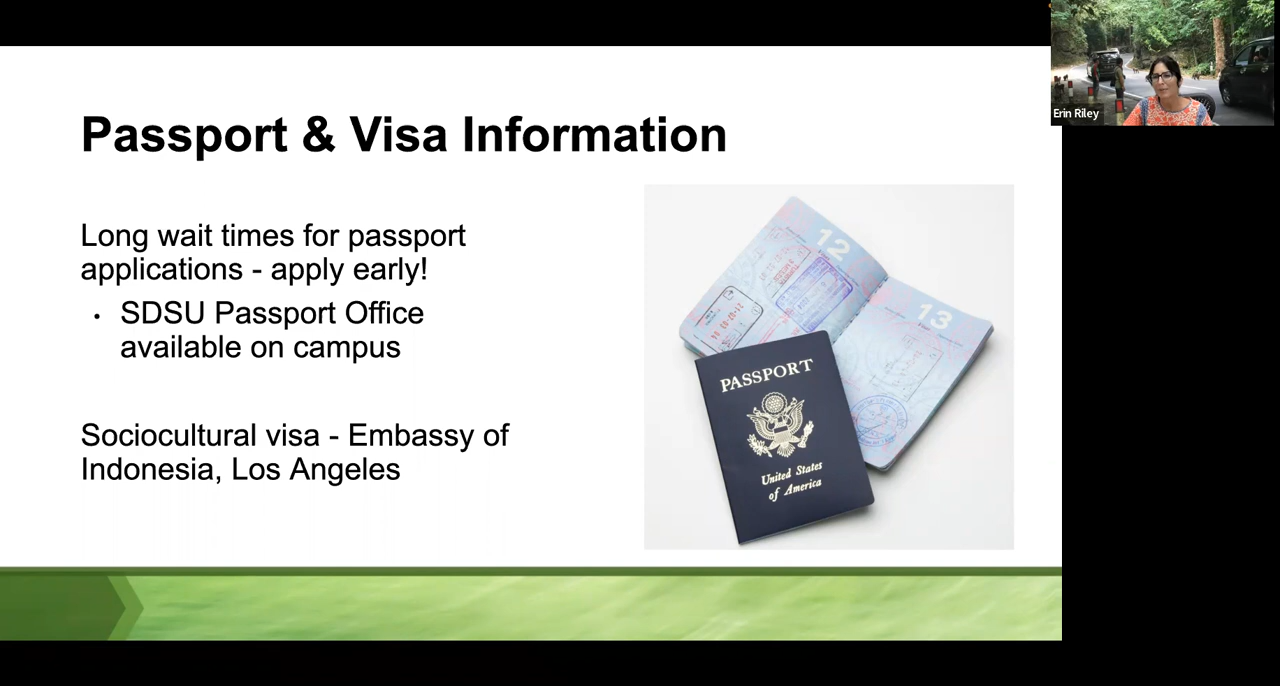 Passport & Visa Information
Long wait times for passport
applications - apply early!
• SDSU Passport Office
available on campus
Sociocultural visa - Embassy of
Indonesia, Los Angeles
12
13
PASSPORT
United States
of America
Erin Riley